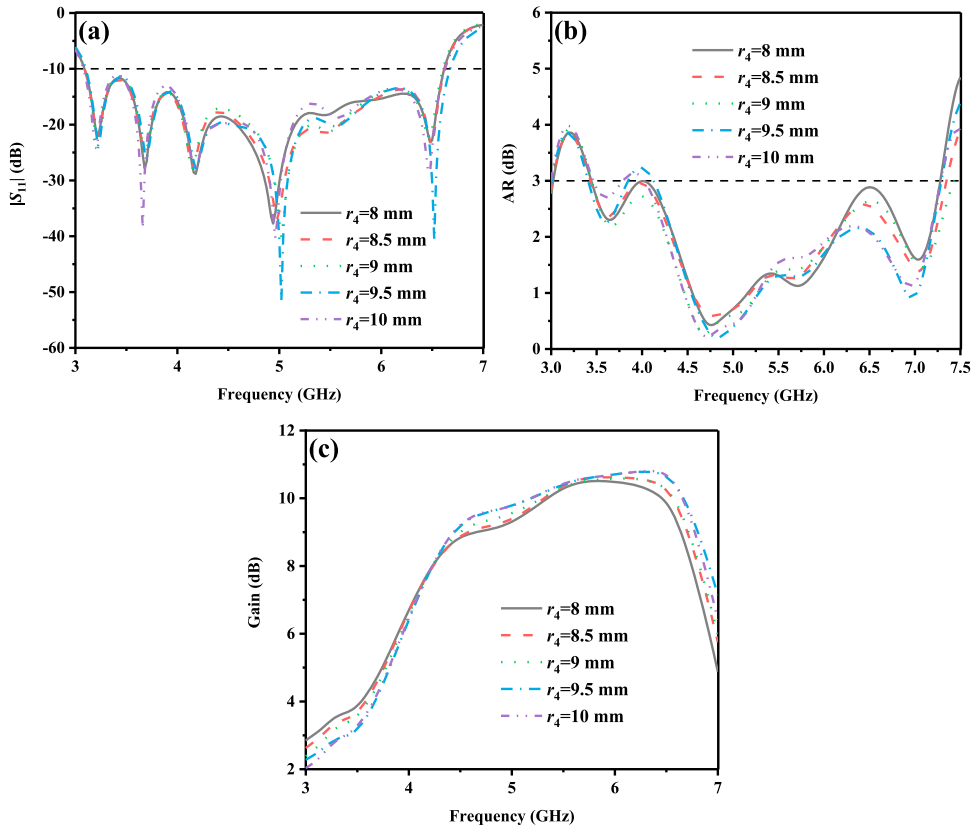 (a)
0
-10
-20
-30
-40
-50
-60
|S₁₁| (dB)
r₄=8 mm
r₄=8.5 mm
r₄=9 mm
r₄=9.5 mm
r₄=10 mm
3 4 5 6 7
Frequency (GHz)
(b)
6
5
4
3
2
1
0
AR (dB)
r₄=8 mm
r₄=8.5 mm
r₄=9 mm
r₄=9.5 mm
r₄=10 mm
3.0 3.5 4.0 4.5 5.0 5.5 6.0 6.5 7.0 7.5
Frequency (GHz)
(c)
12
10
8
6
4
2
Gain (dB)
r₄=8 mm
r₄=8.5 mm
r₄=9 mm
r₄=9.5 mm
r₄=10 mm
3 4 5 6 7
Frequency (GHz)